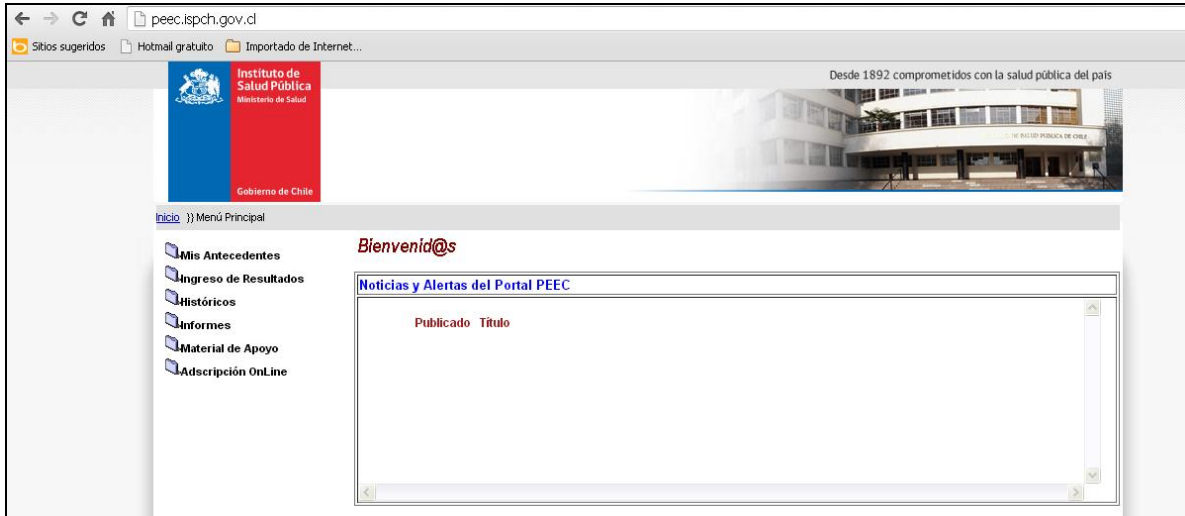 peec.ispch.gov.cl
Sitios sugeridos Hotmail gratuito Importado de Internet...
Instituto de
Salud Pública
Ministerio de Salud
Gobierno de Chile
Desde 1892 comprometidos con la salud pública del país
Inicio )) Menú Principal
Mis Antecedentes
Ingreso de Resultados
Históricos
Informes
Material de Apoyo
Adscripción OnLine
Bienvenid@s
Noticias y Alertas del Portal PEEC
Publicado Título